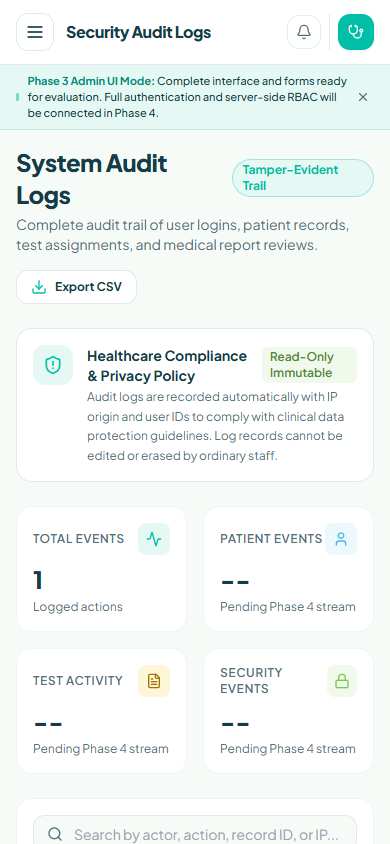 Security Audit Logs
Phase 3 Admin UI Mode: Complete interface and forms ready
for evaluation. Full authentication and server-side RBAC will
be connected in Phase 4.
System Audit
Logs
Tamper-Evident
Trail
Complete audit trail of user logins, patient records,
test assignments, and medical report reviews.
Export CSV
Healthcare Compliance
& Privacy Policy
Read-Only
Immutable
Audit logs are recorded automatically with IP
origin and user IDs to comply with clinical data
protection guidelines. Log records cannot be
edited or erased by ordinary staff.
TOTAL EVENTS
1
Logged actions
PATIENT EVENTS
--
Pending Phase 4 stream
TEST ACTIVITY
--
Pending Phase 4 stream
SECURITY
EVENTS
--
Pending Phase 4 stream
Search by actor, action, record ID, or IP...